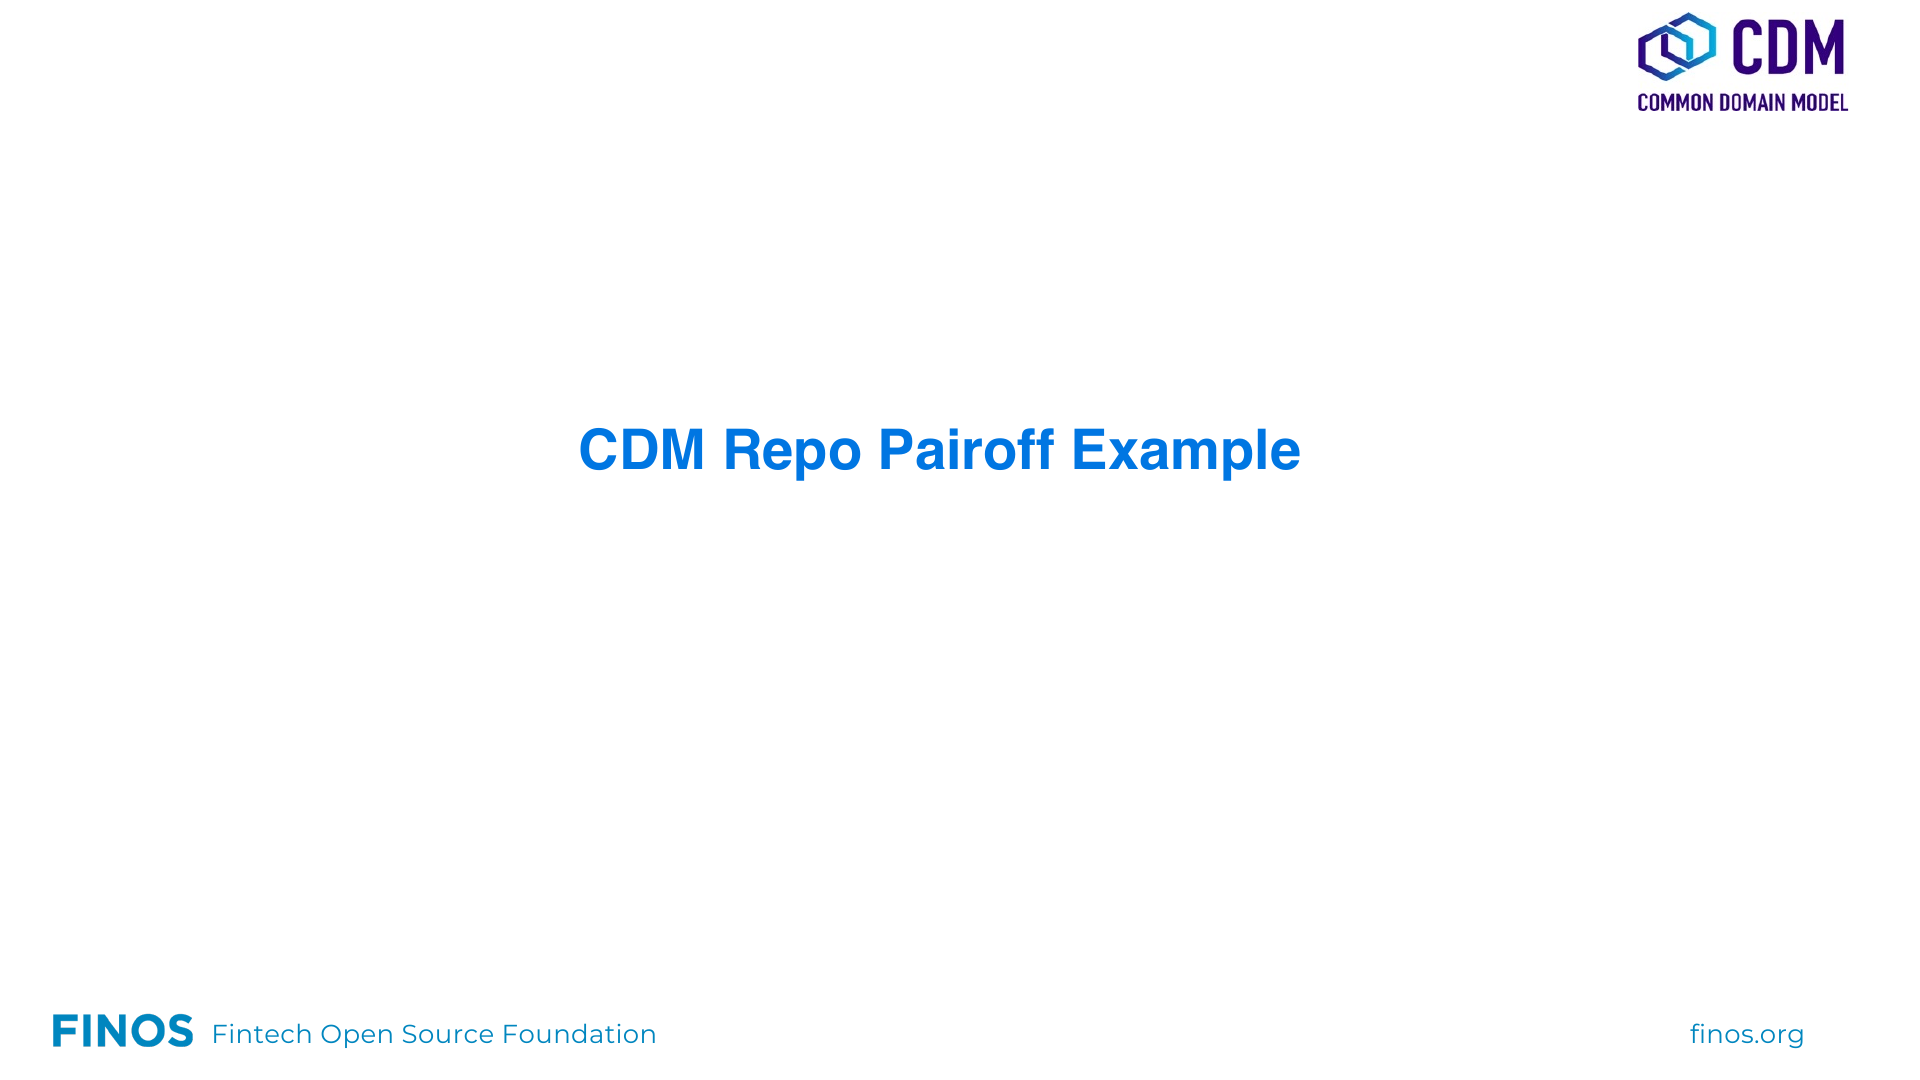 CDM
COMMON DOMAIN MODEL
CDM Repo Pairoff Example
FINOS Fintech Open Source Foundation
finos.org